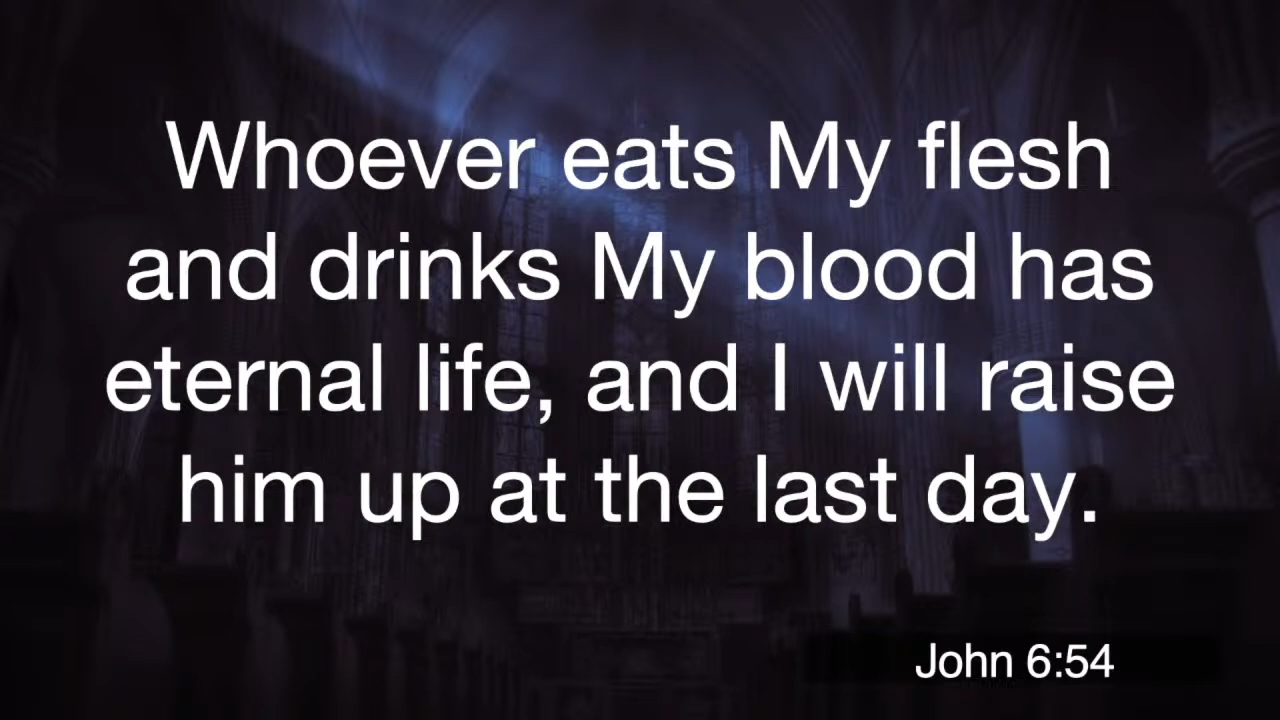 Whoever eats My flesh
and drinks My blood has
eternal life, and I will raise
him up at the last day.
John 6:54